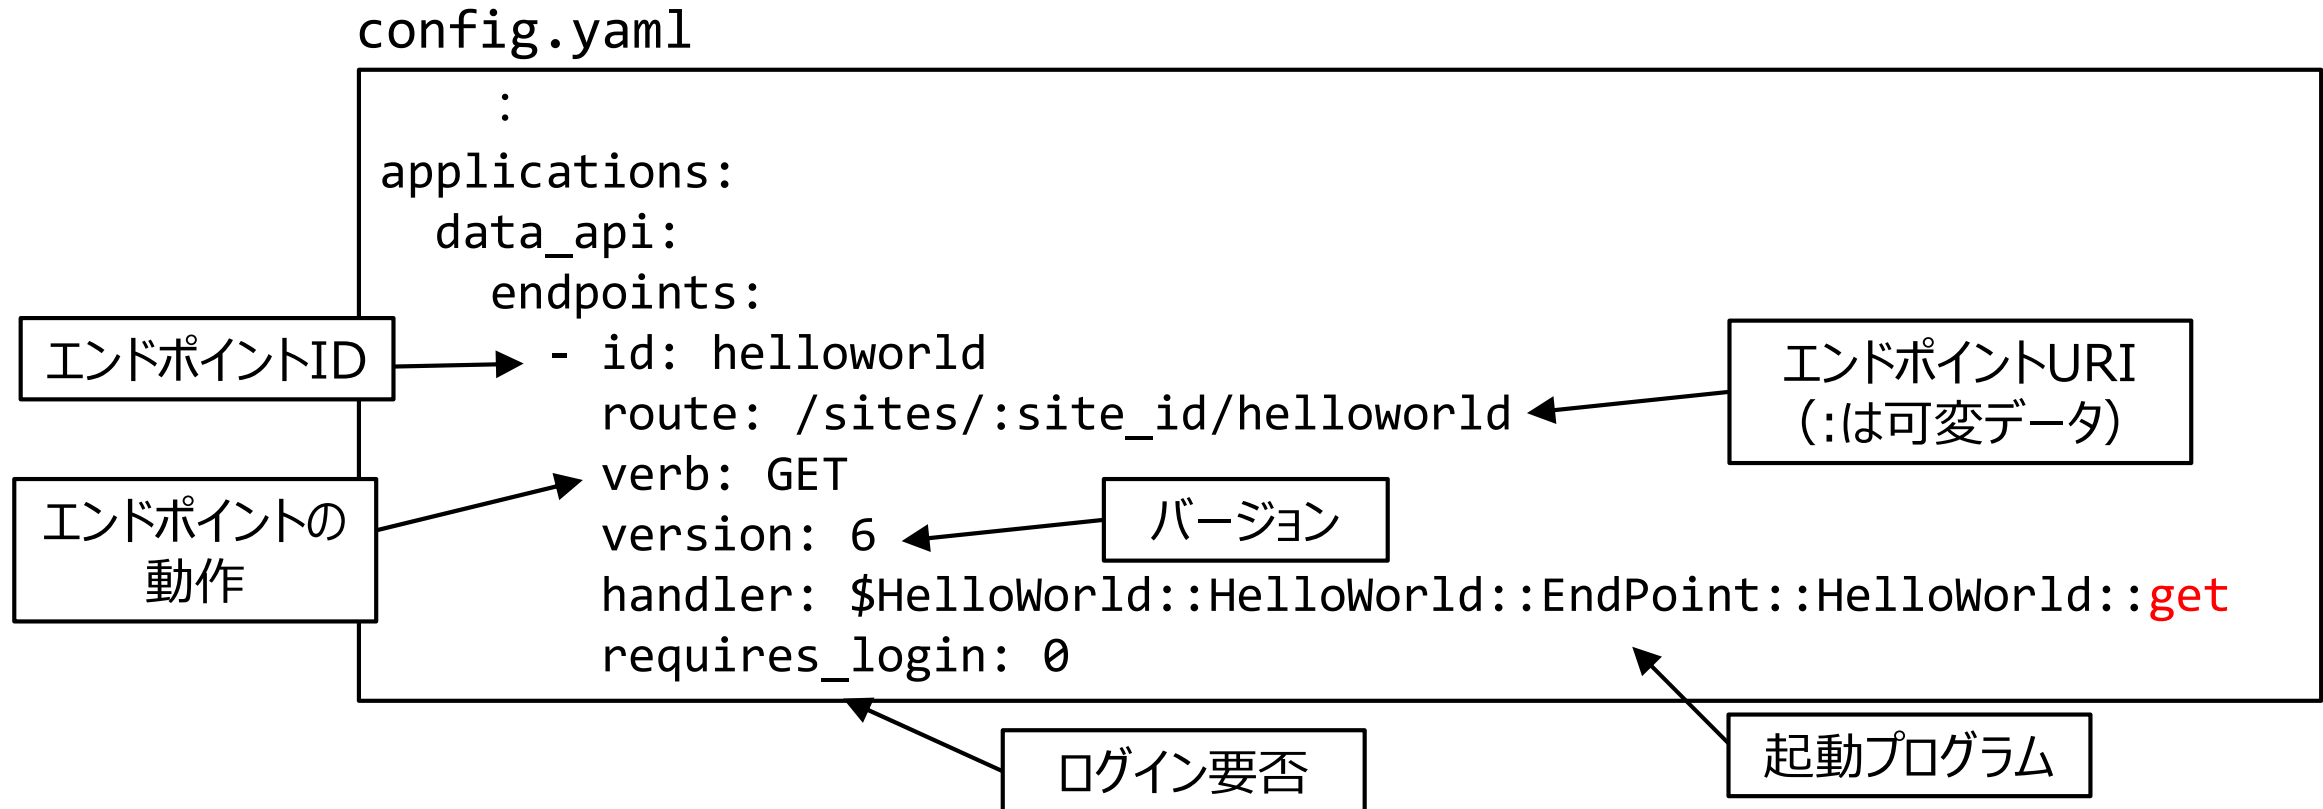 config.yaml
:
applications:
data_api:
endpoints:
エンドポイントID
- id: helloworld
エンドポイントURI
(:は可変データ)
route: /sites/:site_id/helloworld
エンドポイントの
動作
verb: GET
バージョン
version: 6
handler: $HelloWorld::HelloWorld::EndPoint::HelloWorld::get
requires_login: 0
ログイン要否
起動プログラム